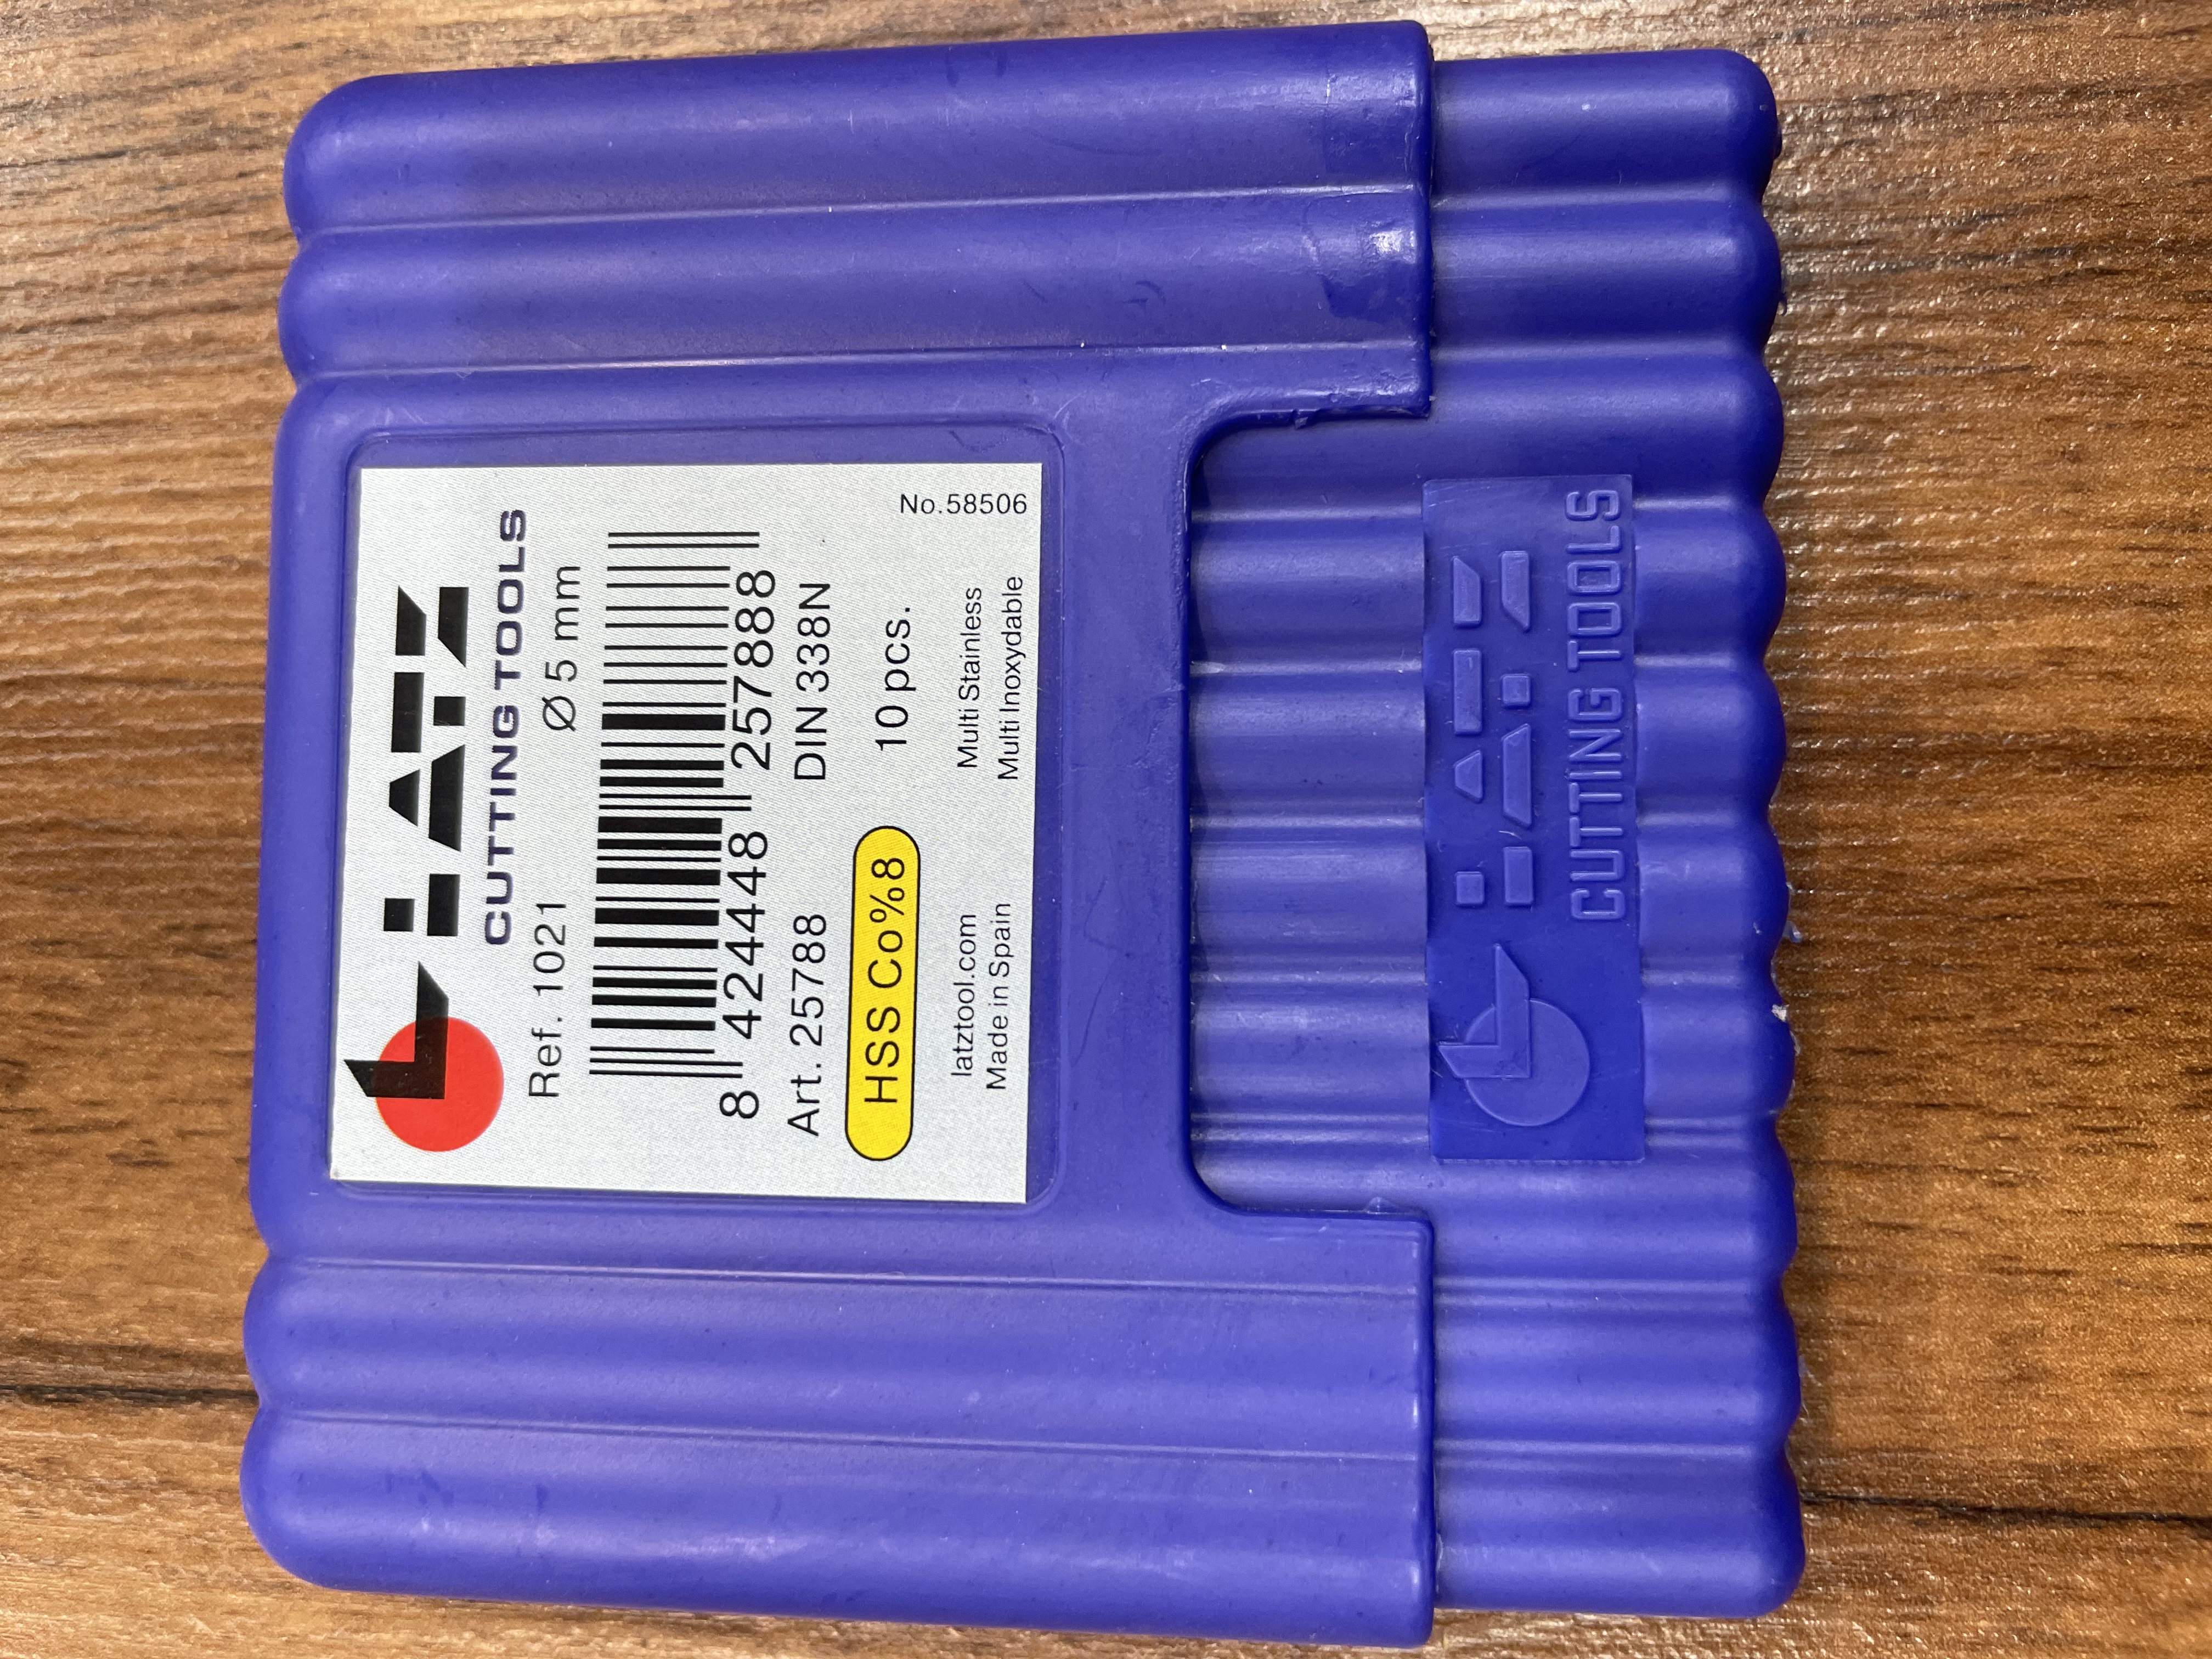 LATZ
CUTTING TOOLS
Ref. 1021 Ø 5 mm
8 424448 257888
Art. 25788 DIN 338N
HSS Co%8 10 pcs.
latztool.com Multi Stainless
Made in Spain Multi Inoxydable
No.58506
LATZ
CUTTING TOOLS